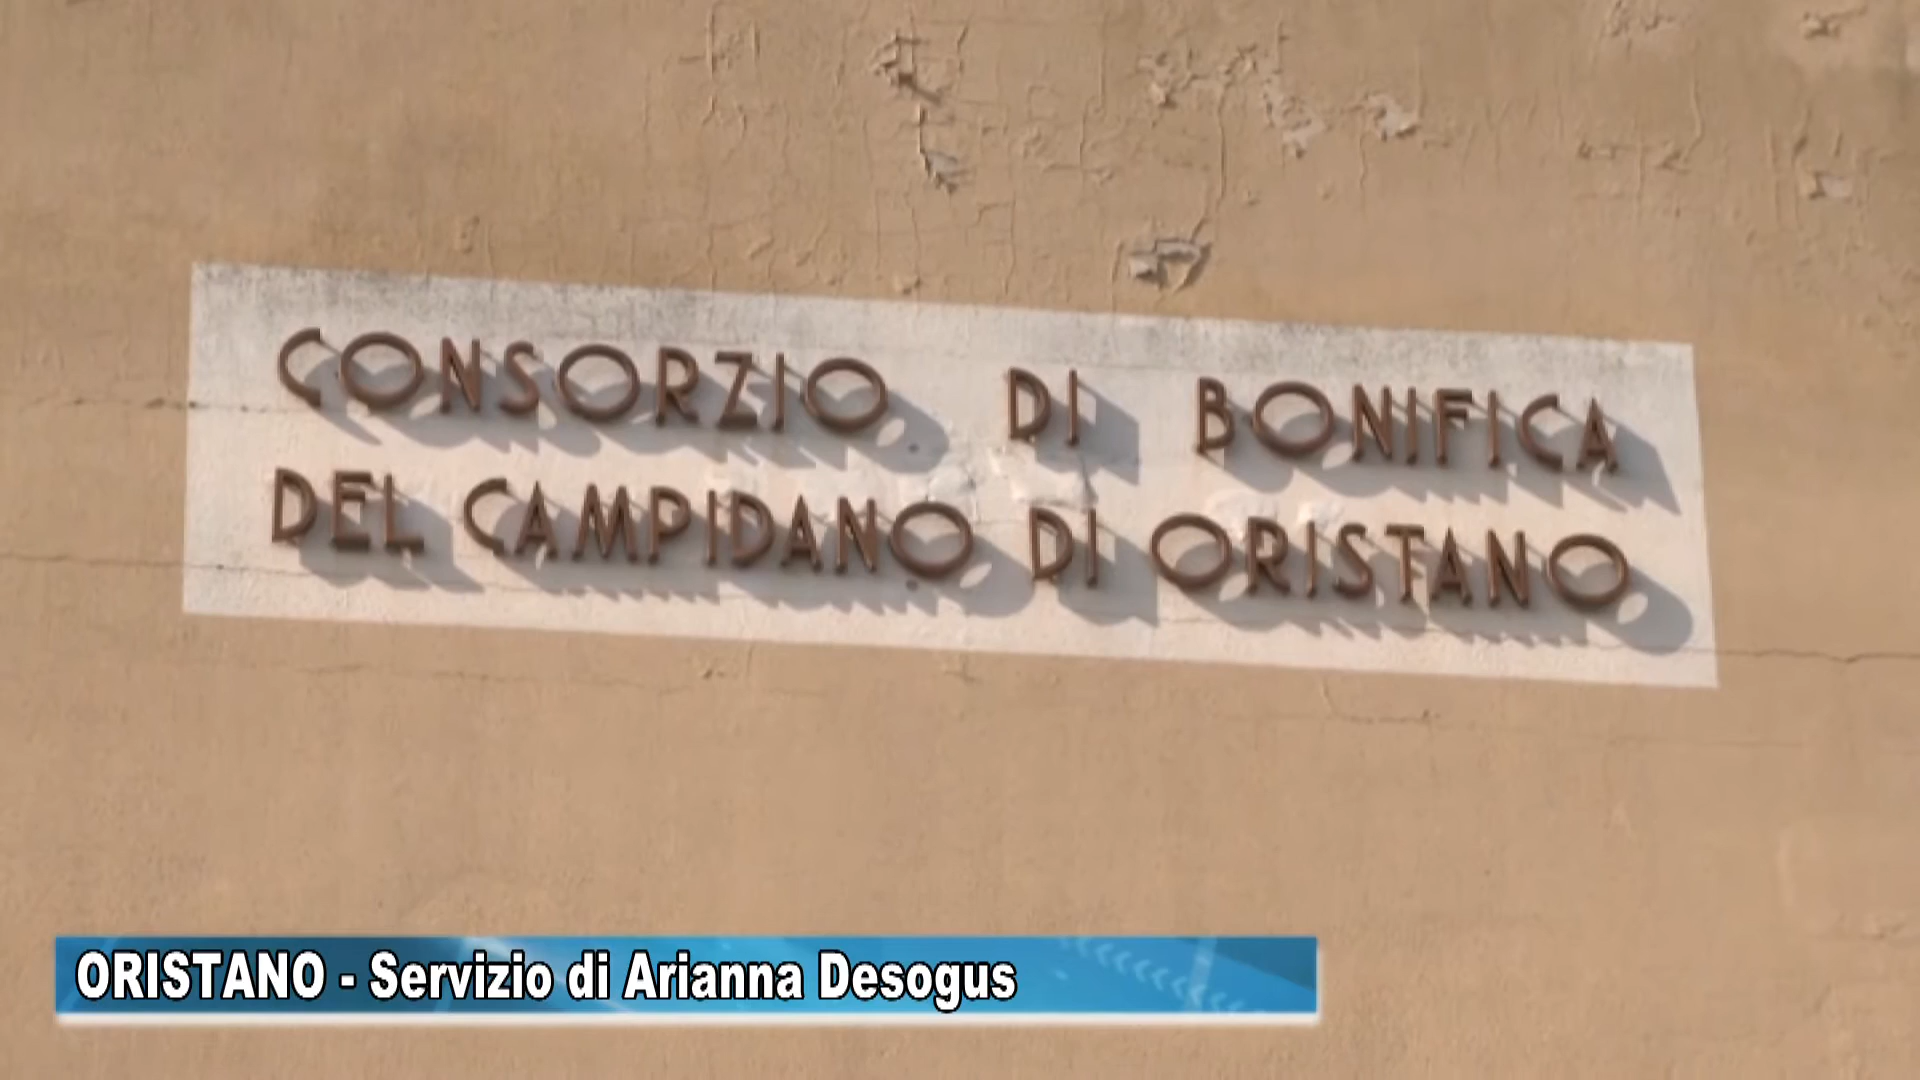 CONSORZIO DI BONIFICA
DEL CAMPIDANO DI ORISTANO
ORISTANO - Servizio di Arianna Desogus